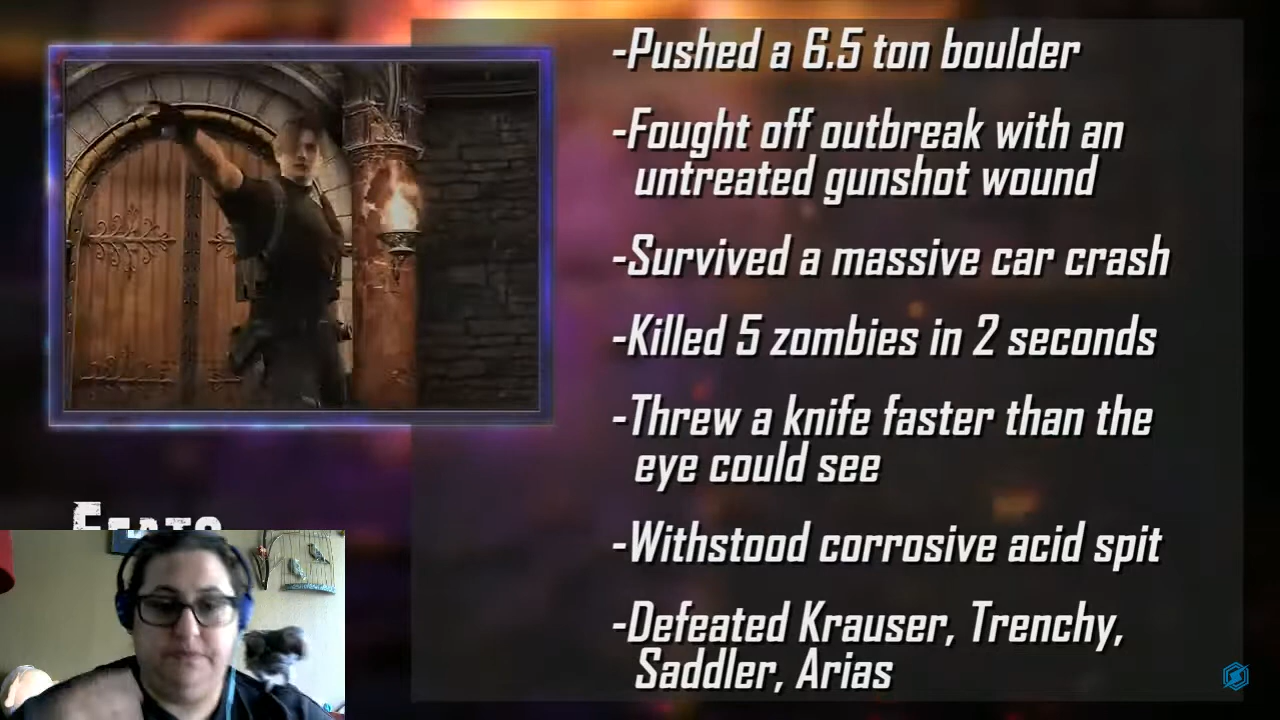 -Pushed a 6.5 ton boulder
-Fought off outbreak with an
untreated gunshot wound
-Survived a massive car crash
-Killed 5 zombies in 2 seconds
-Threw a knife faster than the
eye could see
-Withstood corrosive acid spit
-Defeated Krauser, Trenchy,
Saddler, Arias
Feats